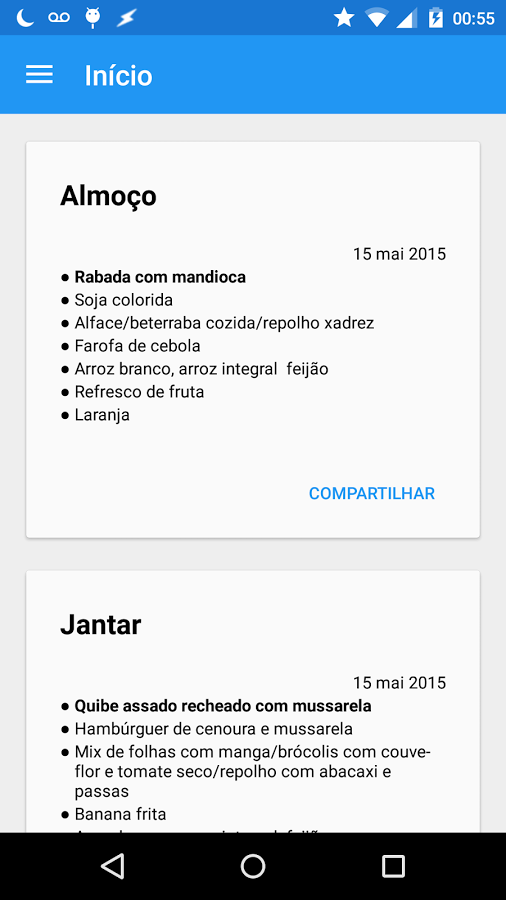 00:55
Início
Almoço
15 mai 2015
● Rabada com mandioca
● Soja colorida
● Alface/beterraba cozida/repolho xadrez
● Farofa de cebola
● Arroz branco, arroz integral  feijão
● Refresco de fruta
● Laranja
COMPARTILHAR
Jantar
15 mai 2015
● Quibe assado recheado com mussarela
● Hambúrguer de cenoura e mussarela
● Mix de folhas com manga/brócolis com couve-
flor e tomate seco/repolho com abacaxi e
passas
● Banana frita